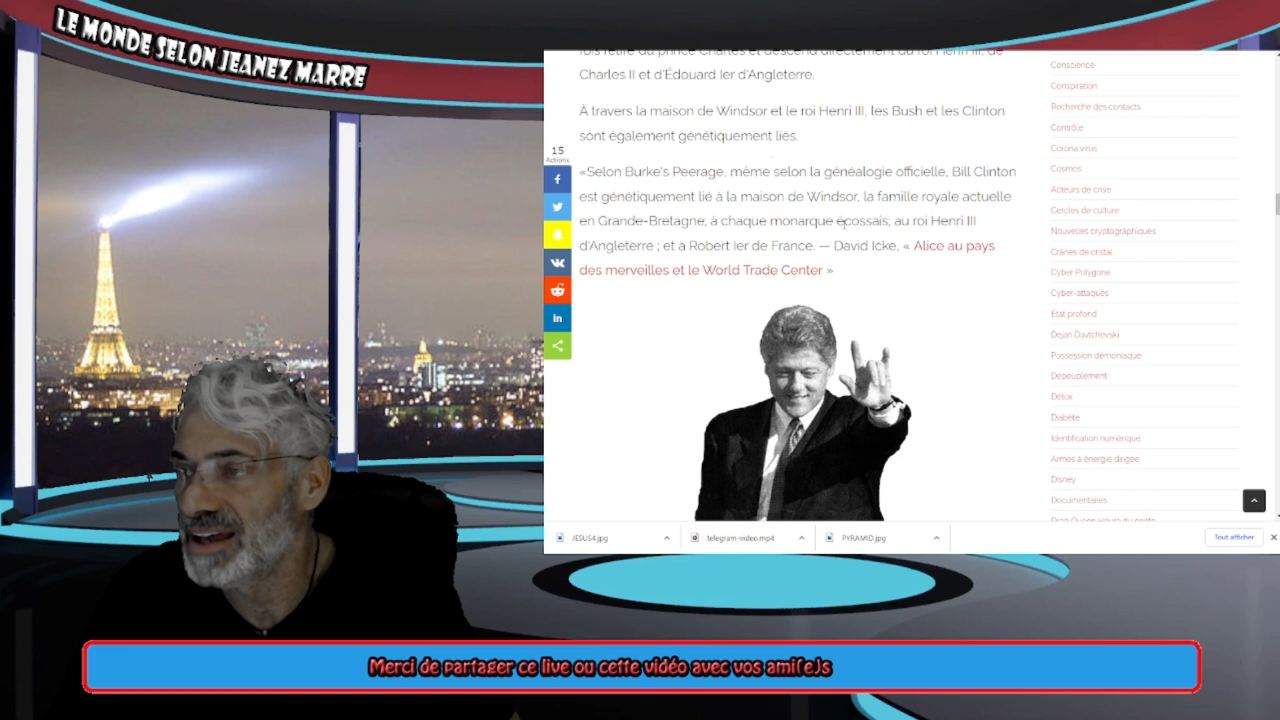 LE MONDE SELON JEANEZ MARRE
Charles II et d'Édouard Ier d'Angleterre.
À travers la maison de Windsor et le roi Henri III, les Bush et les Clinton
sont également génétiquement liés.
15
Actions
«Selon Burke's Peerage, même selon la généalogie officielle, Bill Clinton
est génétiquement lié à la maison de Windsor, la famille royale actuelle
en Grande-Bretagne; à chaque monarque écossais; au roi Henri III
d'Angleterre ; et à Robert Ier de France. — David Icke, « Alice au pays
des merveilles et le World Trade Center »
Conscience
Conspiration
Recherche des contacts
Contrôle
Corona virus
Cosmos
Acteurs de crise
Cercles de culture
Nouvelles cryptographiques
Crânes de cristal
Cyber Polygone
Cyber-attaques
État profond
Dejan Davtchevski
Possession démoniaque
Dépeuplement
Détox
Diabète
Identification numérique
Armes à énergie dirigée
Disney
Documentaires
JESUS4.jpg
telegram-video.mp4
PYRAMID.jpg
Tout afficher
Merci de partager ce live ou cette vidéo avec vos ami(e)s